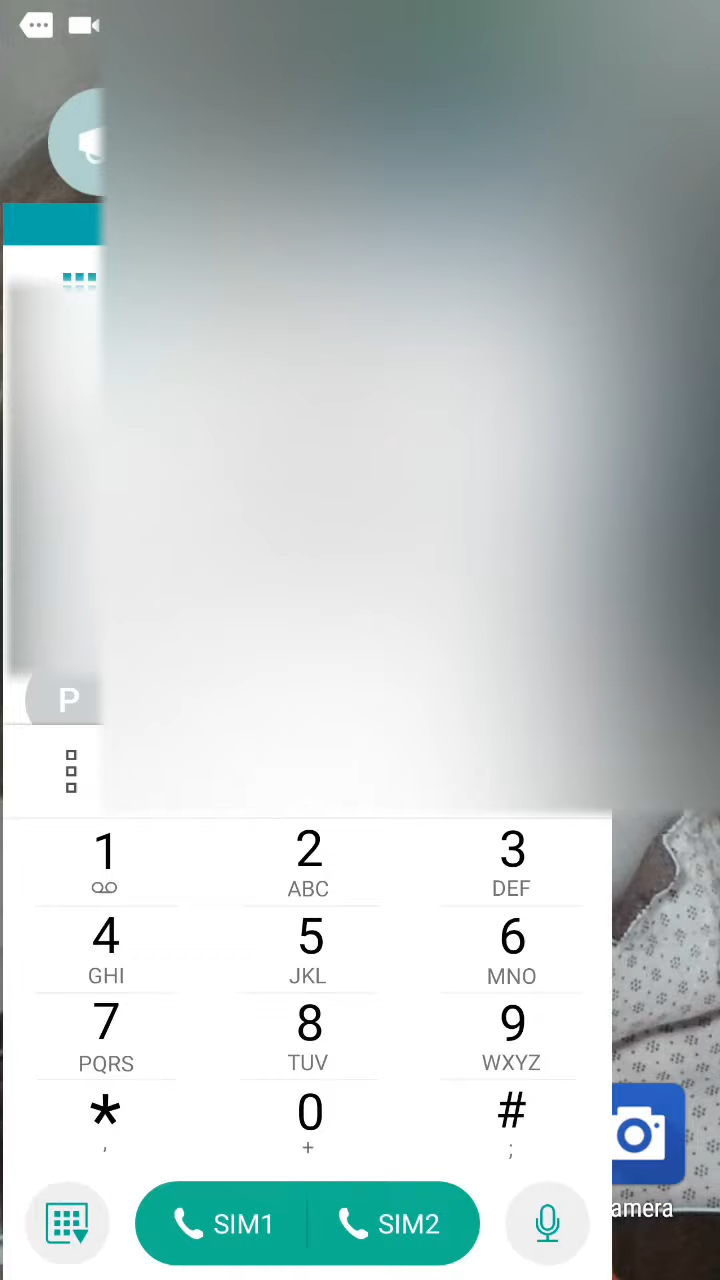 P
1 2 3
ABC DEF
4 5 6
GHI JKL MNO
7 8 9
PQRS TUV WXYZ
* 0 #
, + ;
SIM1 SIM2
amera